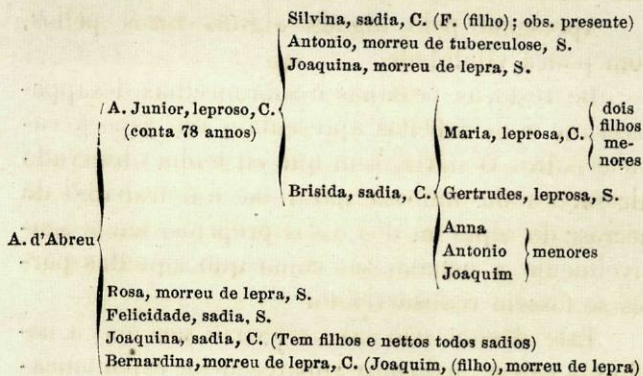 Silvina, sadia, C. (F. (filho); obs. presente)
Antonio, morreu de tuberculose, S.
Joaquina, morreu de lepra, S.
A. Junior, leproso, C.
(conta 78 annos)
Maria, leprosa, C.
dois
filhos
me-
nores
Brisida, sadia, C.
Gertrudes, leprosa, S.
Anna
Antonio
Joaquim
menores
A. d'Abreu
Rosa, morreu de lepra, S.
Felicidade, sadia, S.
Joaquina, sadia, C. (Tem filhos e nettos todos sadios)
Bernardina, morreu de lepra, C. (Joaquim, (filho), morreu de lepra)